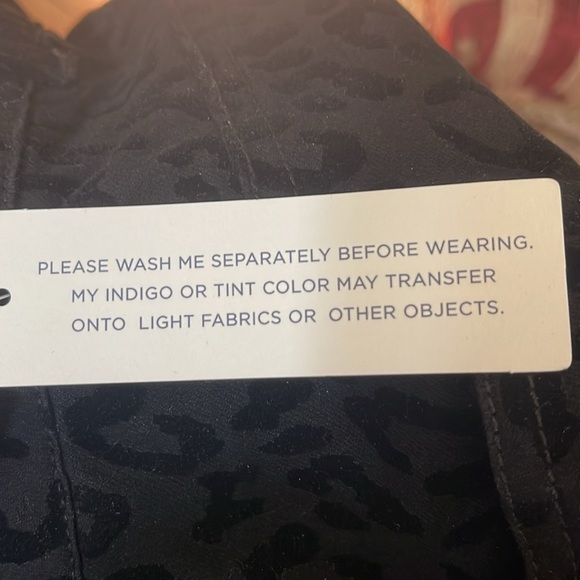 PLEASE WASH ME SEPARATELY BEFORE WEARING.
MY INDIGO OR TINT COLOR MAY TRANSFER
ONTO LIGHT FABRICS OR OTHER OBJECTS.